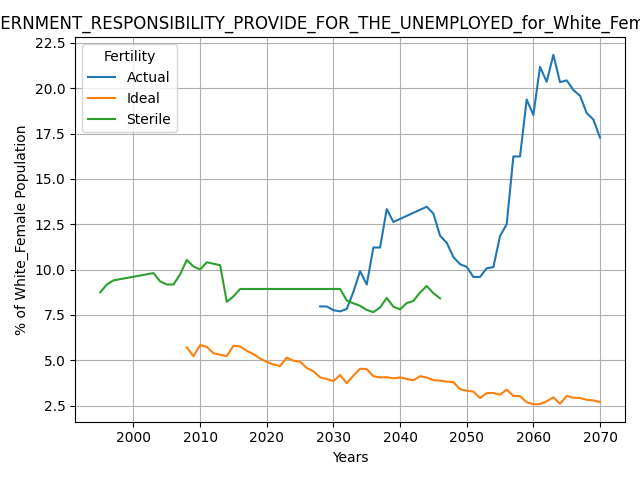 ERNMENT_RESPONSIBILITY_PROVIDE_FOR_THE_UNEMPLOYED_for_White_Fem
Fertility
Actual
Ideal
Sterile
% of White_Female Population
22.5
20.0
17.5
15.0
12.5
10.0
7.5
5.0
2.5
2000 2010 2020 2030 2040 2050 2060 2070
Years